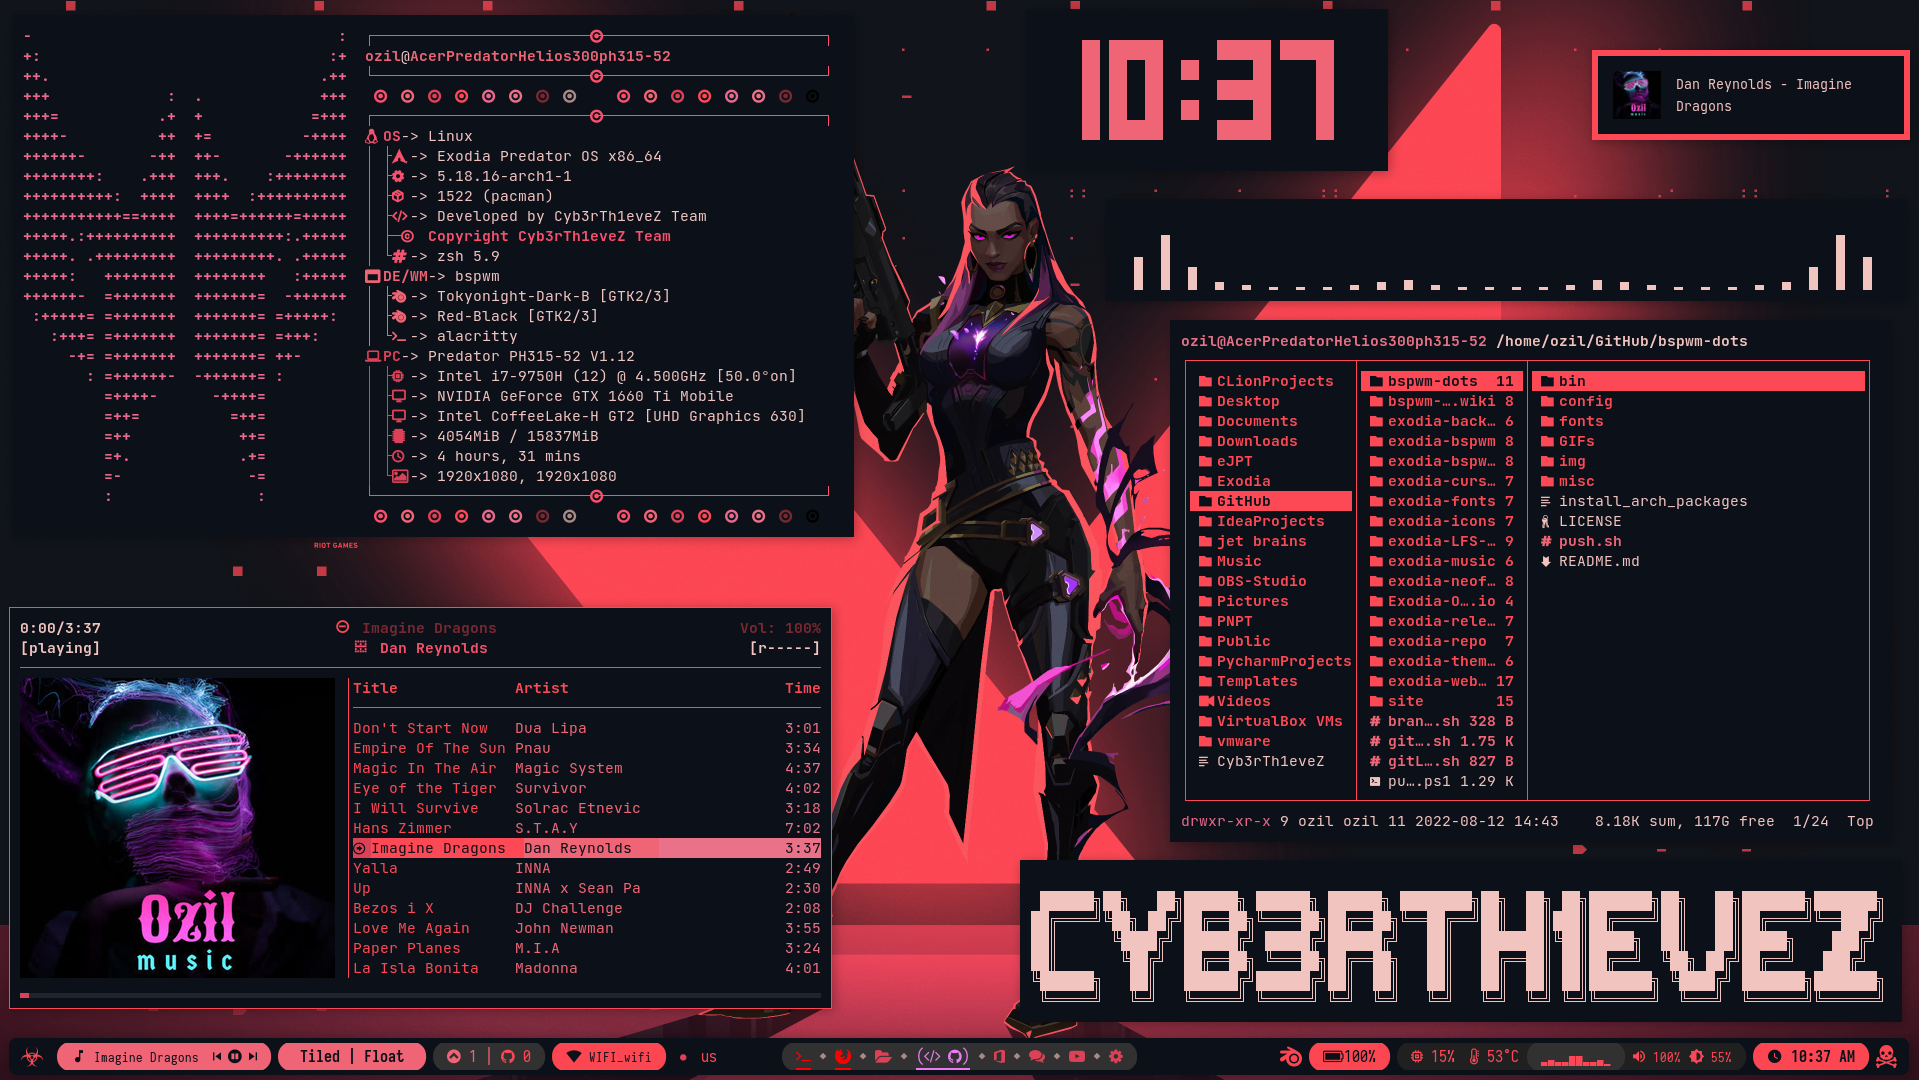 ozil@AcerPredatorHelios300ph315-52
OS-> Linux
-> Exodia Predator OS x86_64
-> 5.18.16-arch1-1
-> 1522 (pacman)
-> Developed by Cyb3rTh1eveZ Team
Copyright Cyb3rTh1eveZ Team
-> zsh 5.9
DE/WM-> bspwm
-> Tokyonight-Dark-B [GTK2/3]
-> Red-Black [GTK2/3]
-> alacritty
PC-> Predator PH315-52 V1.12
-> Intel i7-9750H (12) @ 4.500GHz [50.0°on]
-> NVIDIA GeForce GTX 1660 Ti Mobile
-> Intel CoffeeLake-H GT2 [UHD Graphics 630]
-> 4054MiB / 15837MiB
-> 4 hours, 31 mins
-> 1920x1080, 1920x1080
RIOT GAMES
10:37
Dan Reynolds - Imagine
Dragons
Ozil
music
ozil@AcerPredatorHelios300ph315-52 /home/ozil/GitHub/bspwm-dots
CLionProjects bspwm-dots 11 bin
Desktop bspwm-….wiki 8 config
Documents exodia-back… 6 fonts
Downloads exodia-bspwm 8 GIFs
eJPT exodia-bspw… 8 img
Exodia exodia-curs… 7 misc
GitHub exodia-fonts 7 install_arch_packages
IdeaProjects exodia-icons 7 LICENSE
jet brains exodia-LFS-… 9 push.sh
Music exodia-music 6 README.md
OBS-Studio exodia-neof… 8
Pictures Exodia-O….io 4
PNPT exodia-rele… 7
Public exodia-repo 7
PycharmProjects exodia-them… 6
Templates exodia-web… 17
Videos site 15
VirtualBox VMs bran….sh 328 B
vmware git….sh 1.75 K
Cyb3rTh1eveZ gitL….sh 827 B
pu….ps1 1.29 K
drwxr-xr-x 9 ozil ozil 11 2022-08-12 14:43 8.18K sum, 117G free 1/24 Top
0:00/3:37 Imagine Dragons Vol: 100%
[playing] Dan Reynolds [r-----]
Title Artist Time
Don't Start Now Dua Lipa 3:01
Empire Of The Sun Pnau 3:34
Magic In The Air Magic System 4:37
Eye of the Tiger Survivor 4:02
I Will Survive Solrac Etnevic 3:18
Hans Zimmer S.T.A.Y 7:02
Imagine Dragons Dan Reynolds 3:37
Yalla INNA 2:49
Up INNA x Sean Pa 2:30
Bezos i X DJ Challenge 2:08
Love Me Again John Newman 3:55
Paper Planes M.I.A 3:24
La Isla Bonita Madonna 4:01
Ozil
music
CYB3RTH1EVEZ
Imagine Dragons Tiled | Float 1 | 0 WIFI_wifi us 100% 15% 53°C 100% 55% 10:37 AM